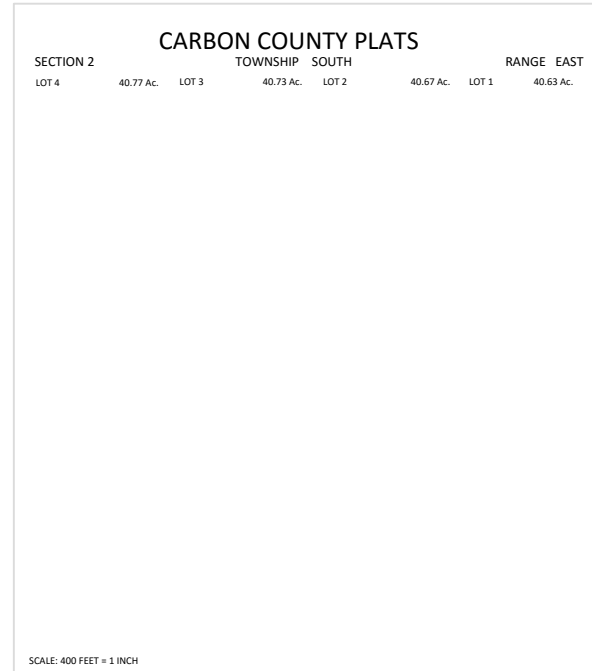 CARBON COUNTY PLATS
SECTION 2 TOWNSHIP SOUTH RANGE EAST
LOT 4 40.77 Ac. LOT 3 40.73 Ac. LOT 2 40.67 Ac. LOT 1 40.63 Ac.
SCALE: 400 FEET = 1 INCH